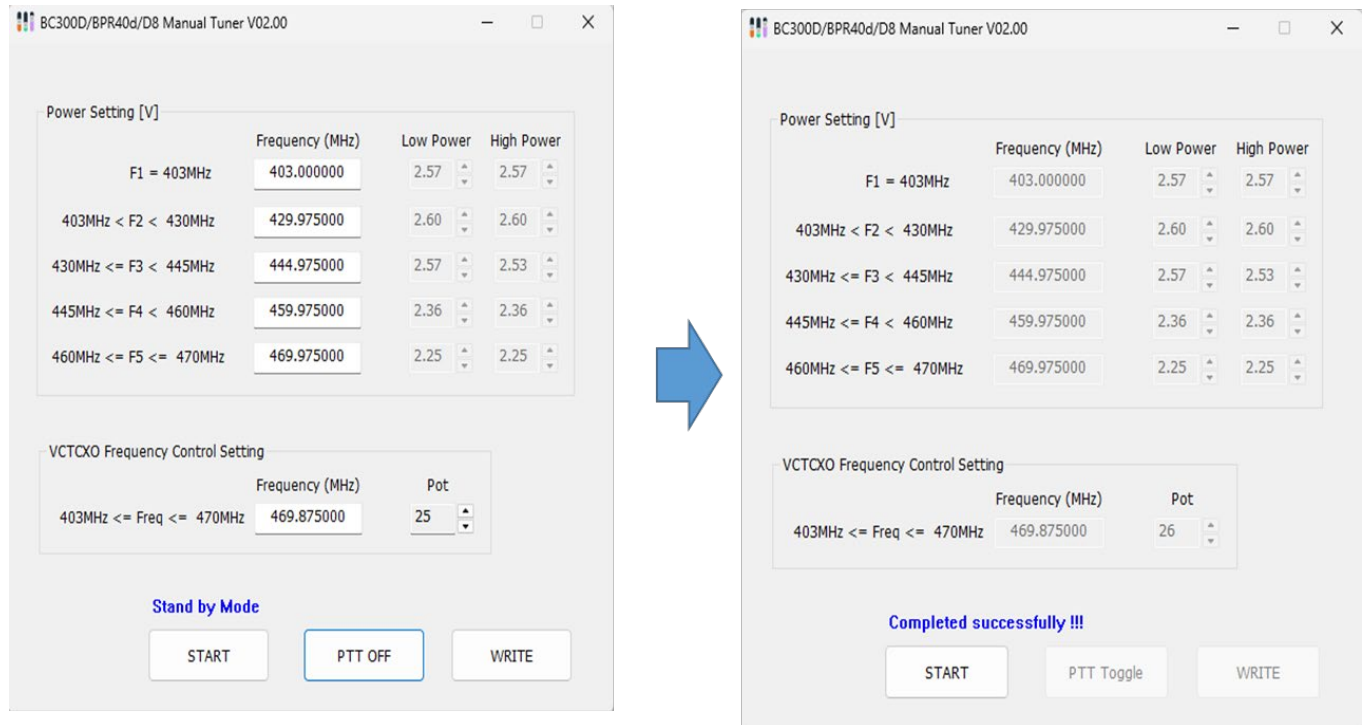 BC300D/BPR40d/D8 Manual Tuner V02.00
Power Setting [V]
Frequency (MHz) Low Power High Power
F1 = 403MHz 403.000000 2.57 2.57
403MHz < F2 < 430MHz 429.975000 2.60 2.60
430MHz <= F3 < 445MHz 444.975000 2.57 2.53
445MHz <= F4 < 460MHz 459.975000 2.36 2.36
460MHz <= F5 <= 470MHz 469.975000 2.25 2.25
VCTCXO Frequency Control Setting
Frequency (MHz) Pot
403MHz <= Freq <= 470MHz 469.875000 25
Stand by Mode
START PTT OFF WRITE
BC300D/BPR40d/D8 Manual Tuner V02.00
Power Setting [V]
Frequency (MHz) Low Power High Power
F1 = 403MHz 403.000000 2.57 2.57
403MHz < F2 < 430MHz 429.975000 2.60 2.60
430MHz <= F3 < 445MHz 444.975000 2.57 2.53
445MHz <= F4 < 460MHz 459.975000 2.36 2.36
460MHz <= F5 <= 470MHz 469.975000 2.25 2.25
VCTCXO Frequency Control Setting
Frequency (MHz) Pot
403MHz <= Freq <= 470MHz 469.875000 26
Completed successfully !!!
START PTT Toggle WRITE